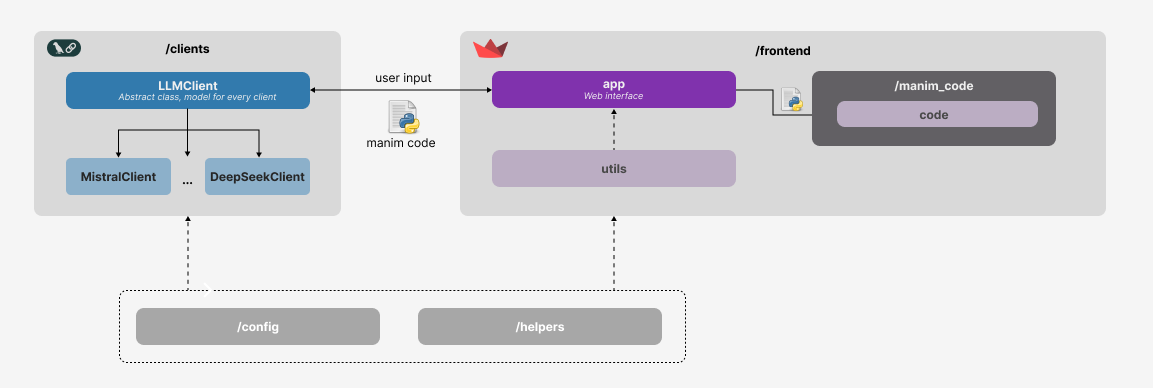 /clients
LLMClient
Abstract class, model for every client
MistralClient
...
DeepSeekClient
user input
manim code
/frontend
app
Web interface
utils
/manim_code
code
/config
/helpers